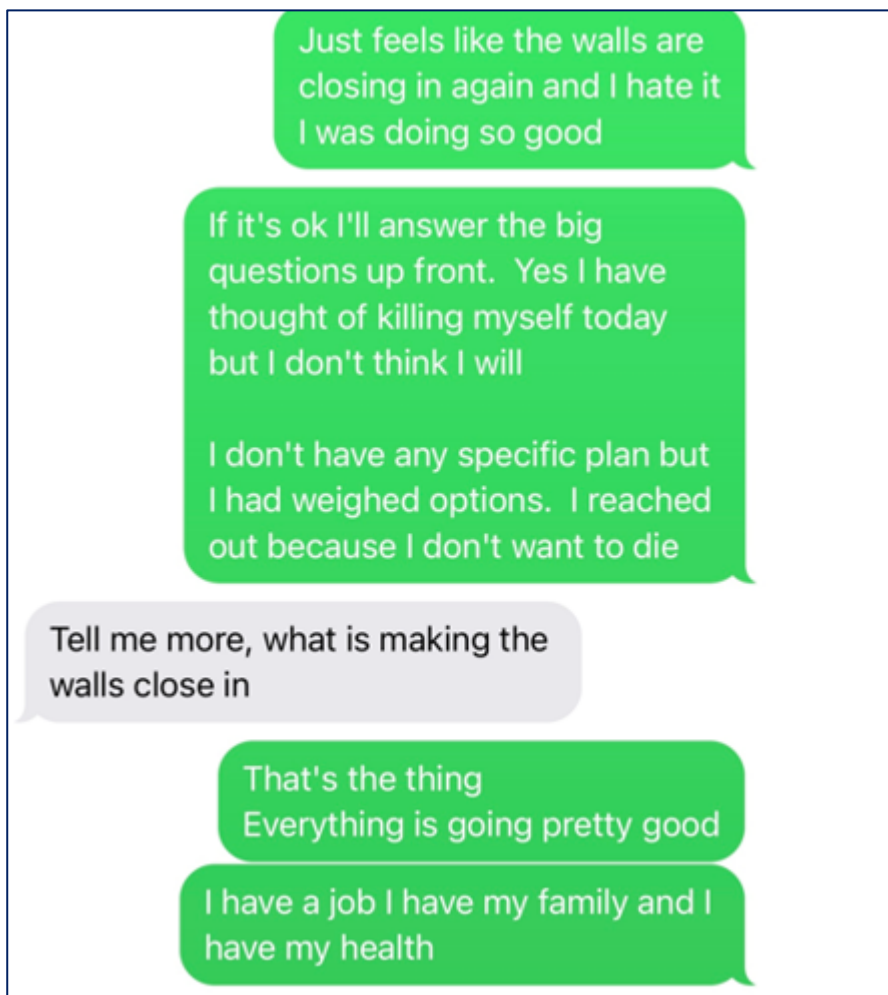 Just feels like the walls are
closing in again and I hate it
I was doing so good
If it's ok I'll answer the big
questions up front.  Yes I have
thought of killing myself today
but I don't think I will
I don't have any specific plan but
I had weighed options.  I reached
out because I don't want to die
Tell me more, what is making the
walls close in
That's the thing
Everything is going pretty good
I have a job I have my family and I
have my health